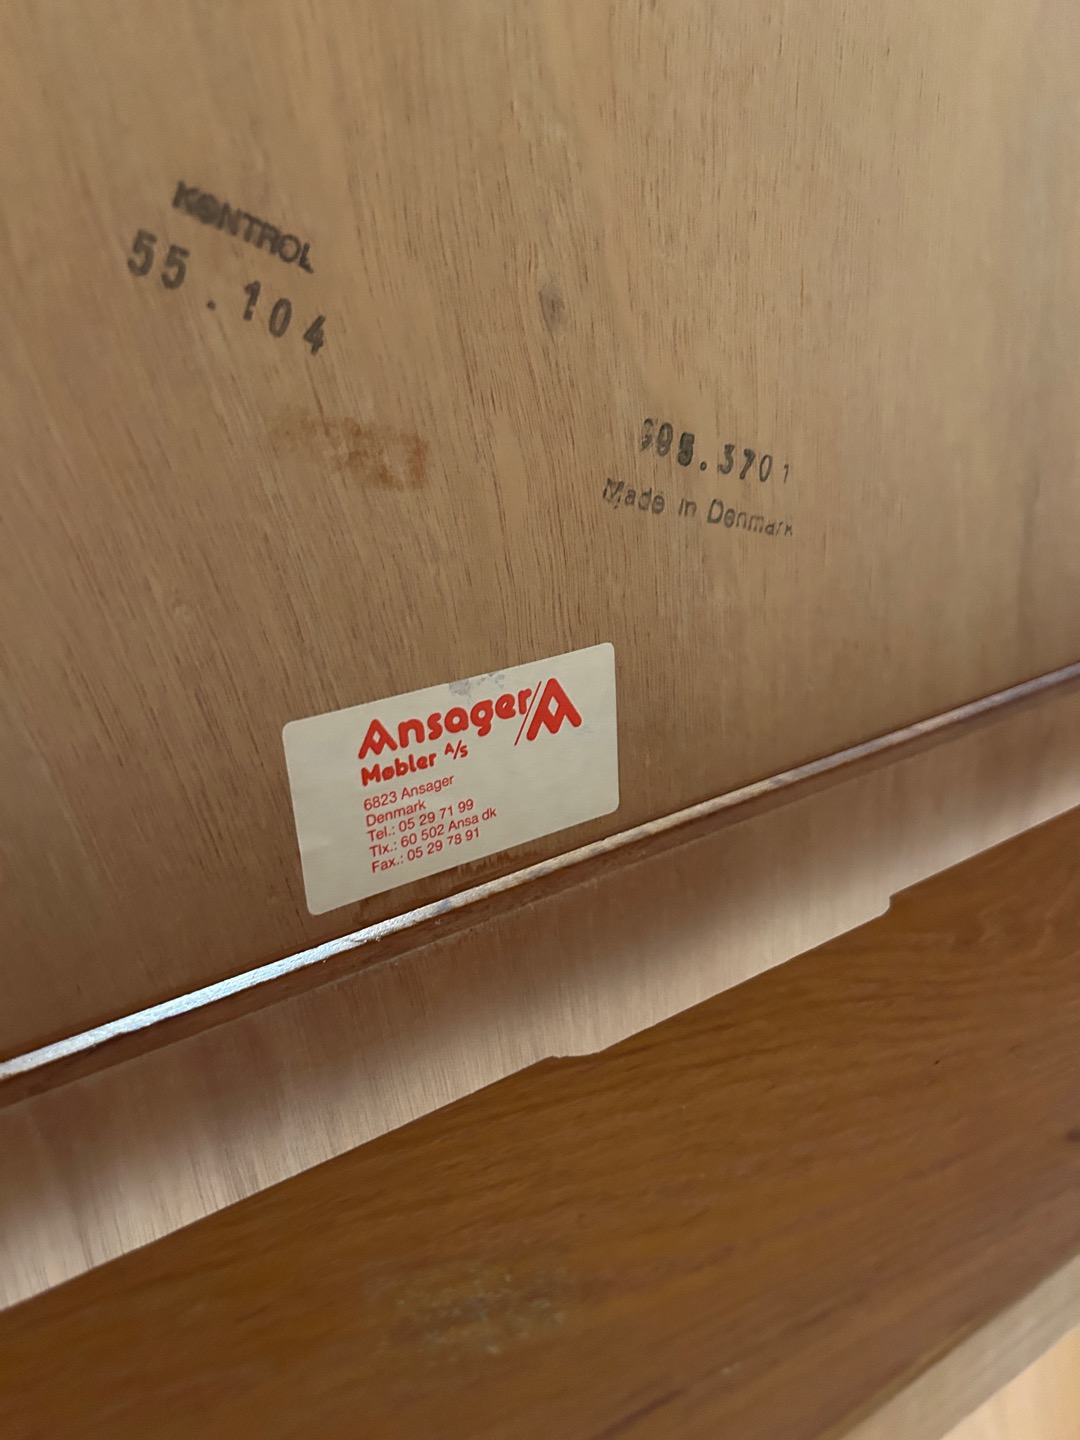 KONTROL
55.104
.3701
Made in Denmark
Ansager
Møbler A/S
6823 Ansager
Denmark
Tel.: 05 29 71 99
Tlx.: 60 502 Ansa dk
Fax.: 05 29 78 91